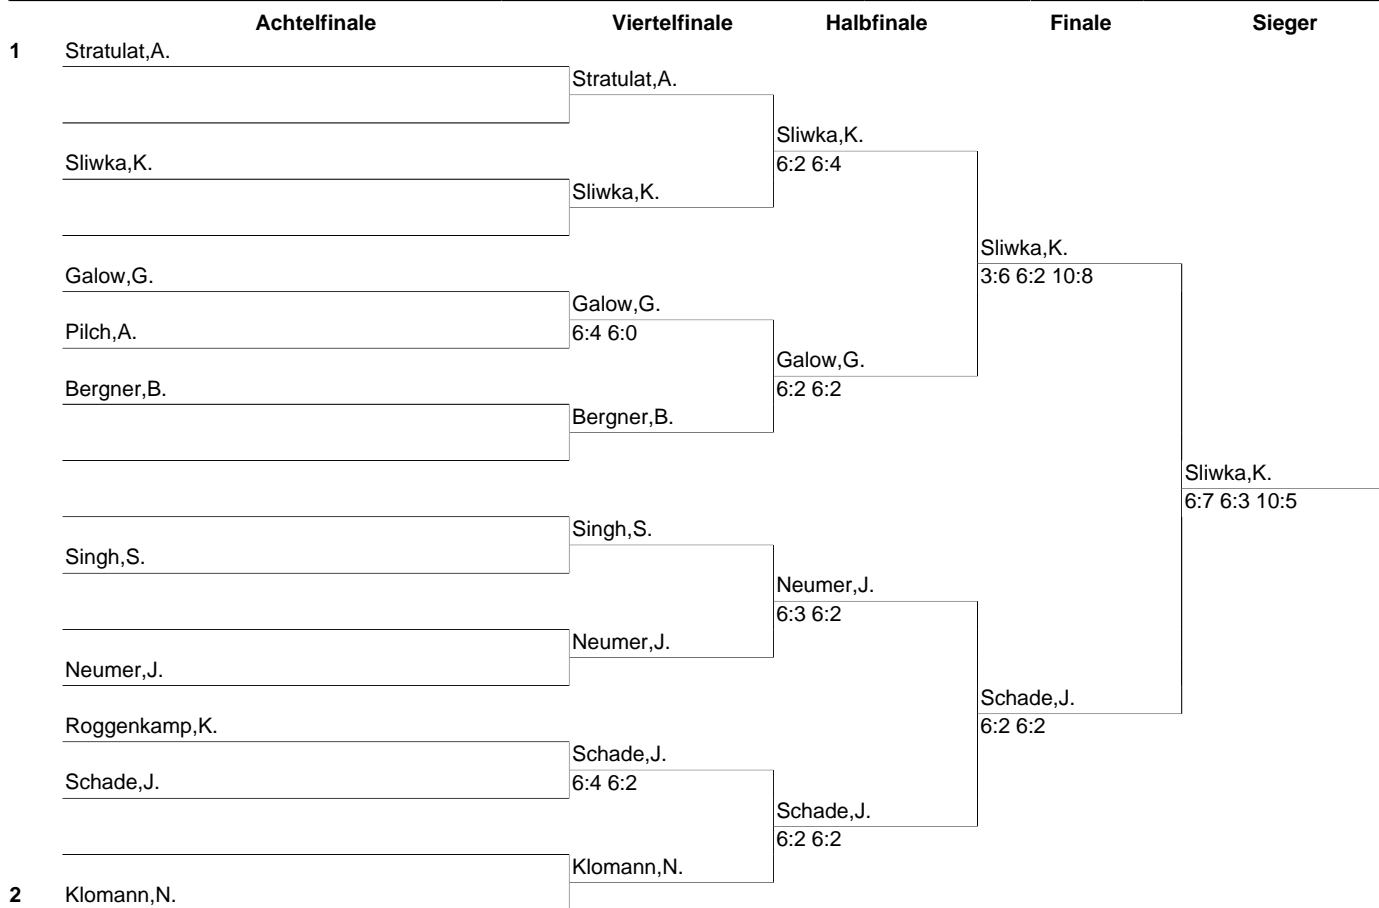 Achtelfinale Viertelfinale Halbfinale Finale Sieger
1 Stratulat,A.
Stratulat,A.
Sliwka,K.
Sliwka,K. 6:2 6:4
Sliwka,K.
Sliwka,K.
Galow,G. 3:6 6:2 10:8
Galow,G.
Pilch,A. 6:4 6:0
Galow,G.
Bergner,B. 6:2 6:2
Bergner,B.
Sliwka,K.
6:7 6:3 10:5
Singh,S.
Singh,S.
Neumer,J.
6:3 6:2
Neumer,J.
Neumer,J.
Schade,J.
Roggenkamp,K. 6:2 6:2
Schade,J.
Schade,J. 6:4 6:2
Schade,J.
6:2 6:2
Klomann,N.
2 Klomann,N.